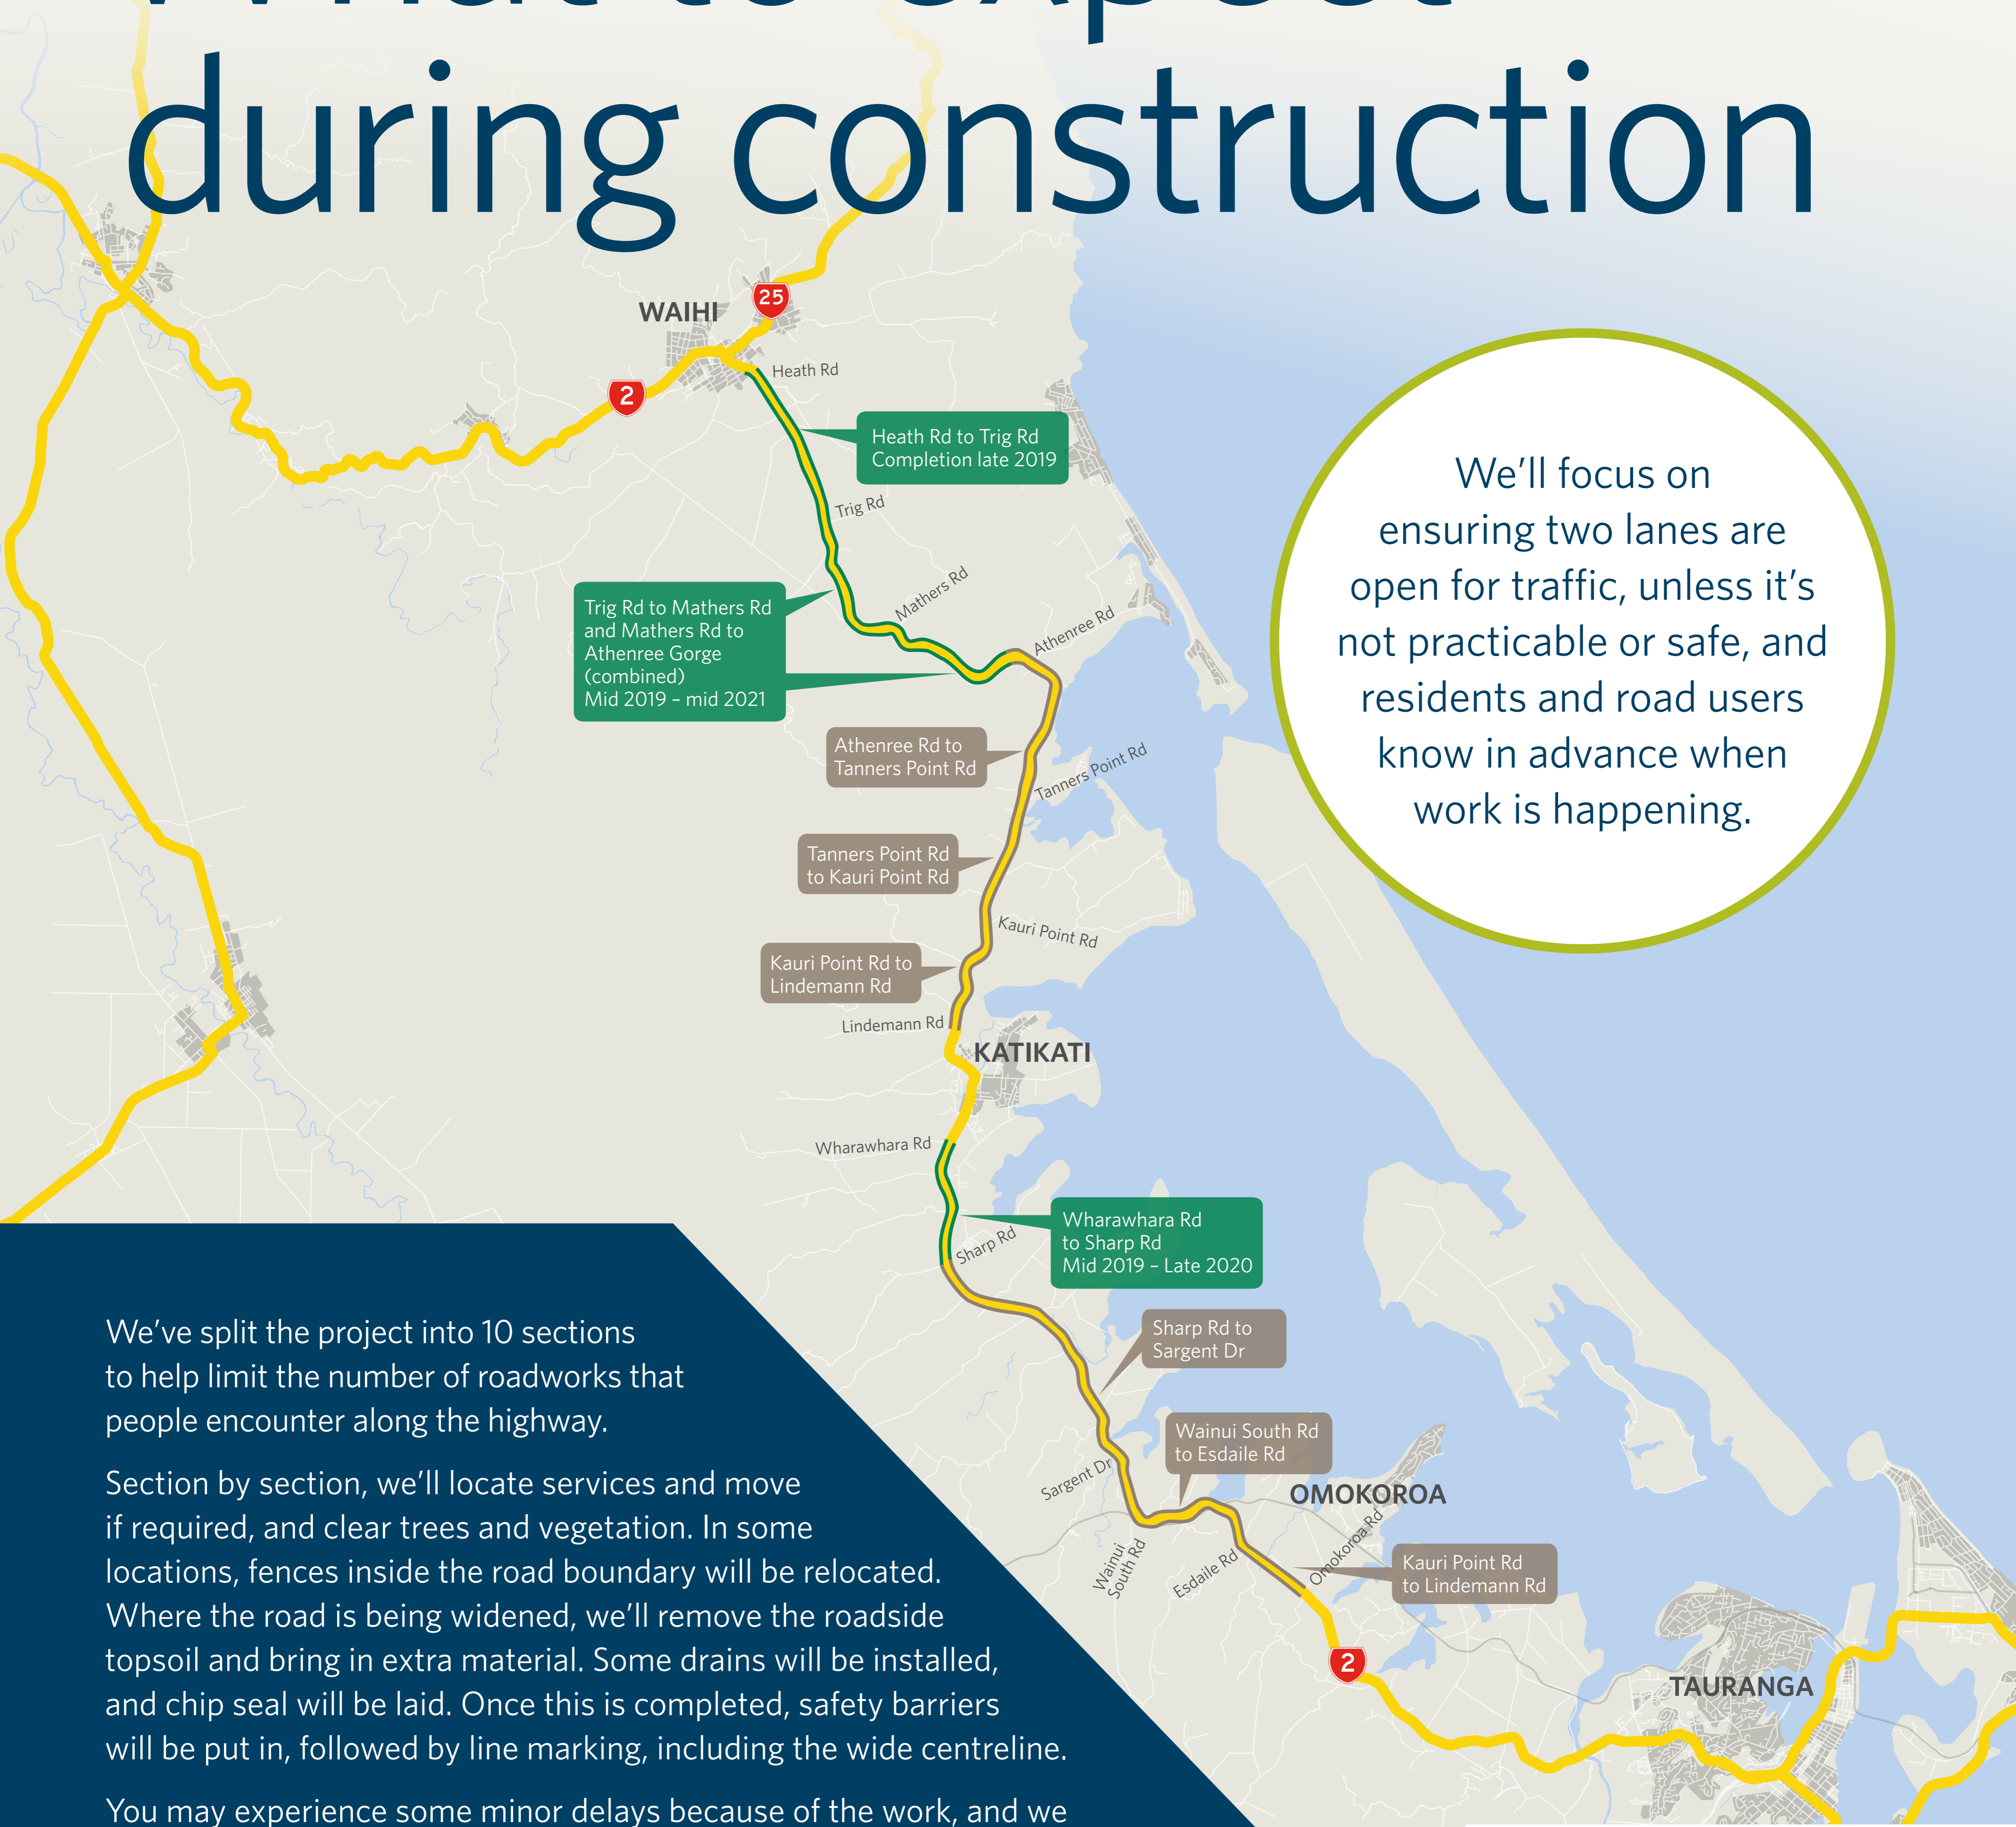 What to expect
during construction
WAIHI
25
2
Heath Rd
Heath Rd to Trig Rd
Completion late 2019
Trig Rd
Mathers Rd
Trig Rd to Mathers Rd
and Mathers Rd to
Athenree Gorge
(combined)
Mid 2019 – mid 2021
Athenree Rd
Athenree Rd to
Tanners Point Rd
Tanners Point Rd
Tanners Point Rd
to Kauri Point Rd
Kauri Point Rd
Kauri Point Rd to
Lindemann Rd
Lindemann Rd
KATIKATI
Wharawhara Rd
Wharawhara Rd
to Sharp Rd
Mid 2019 – Late 2020
Sharp Rd
Sharp Rd to
Sargent Dr
Wainui South Rd
to Esdaile Rd
Sargent Dr
OMOKOROA
Wainui
South Rd
Esdaile Rd
Omokoroa Rd
Kauri Point Rd
to Lindemann Rd
2
TAURANGA
We’ll focus on
ensuring two lanes are
open for traffic, unless it’s
not practicable or safe, and
residents and road users
know in advance when
work is happening.
We’ve split the project into 10 sections
to help limit the number of roadworks that
people encounter along the highway.
Section by section, we’ll locate services and move
if required, and clear trees and vegetation. In some
locations, fences inside the road boundary will be relocated.
Where the road is being widened, we’ll remove the roadside
topsoil and bring in extra material. Some drains will be installed,
and chip seal will be laid. Once this is completed, safety barriers
will be put in, followed by line marking, including the wide centreline.
You may experience some minor delays because of the work, and we